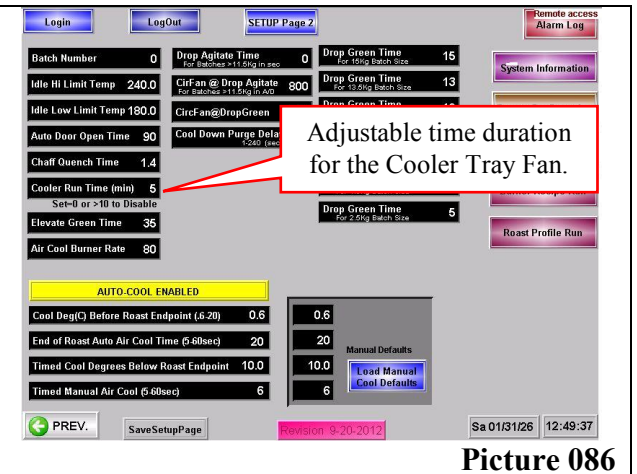 Login
LogOut
SETUP Page 2
Remote access
Alarm Log
Batch Number 0
Idle Hi Limit Temp 240.0
Idle Low Limit Temp 180.0
Auto Door Open Time 90
Chaff Quench Time 1.4
Cooler Run Time (min) 5
Set=0 or >10 to Disable
Elevate Green Time 35
Air Cool Burner Rate 80
Drop Agitate Time 0
For Batches >11.5Kg in sec
CirFan @ Drop Agitate 800
For Batches >11.5Kg in A/D
CircFan@DropGreen
Cool Down Purge Dela
1-240 (sec
Drop Green Time 15
For 15Kg Batch Size
Drop Green Time 13
For 13.5Kg Batch Size
Drop Green Time
Adjustable time duration
for the Cooler Tray Fan.
Drop Green Time 5
For 2.5Kg Batch Size
System Information
Roast Profile Run
AUTO-COOL ENABLED
Cool Deg(C) Before Roast Endpoint (.6-20) 0.6
End of Roast Auto Air Cool Time (5-60sec) 20
Timed Cool Degrees Below Roast Endpoint 10.0
Timed Manual Air Cool (5-60sec) 6
0.6
20
10.0
6
Manual Defaults
Load Manual
Cool Defaults
PREV.
SaveSetupPage
Revision 9-20-2012
Sa 01/31/26 12:49:37
Picture 086